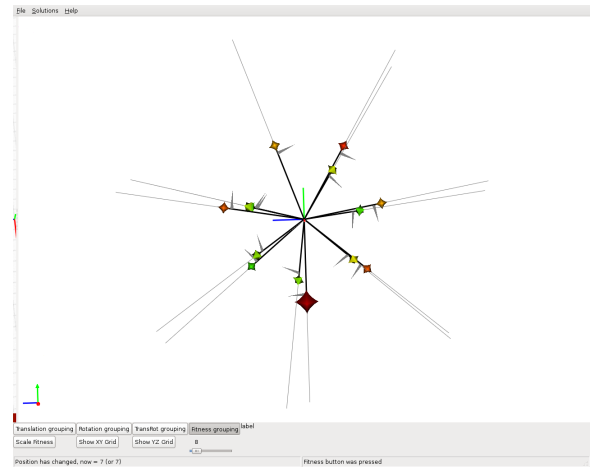 File Solutions Help
Translation grouping Rotation grouping TransRot grouping Fitness grouping label
Scale Fitness Show XY Grid Show YZ Grid 8
Position has changed, now = 7 (or 7) Fitness button was pressed